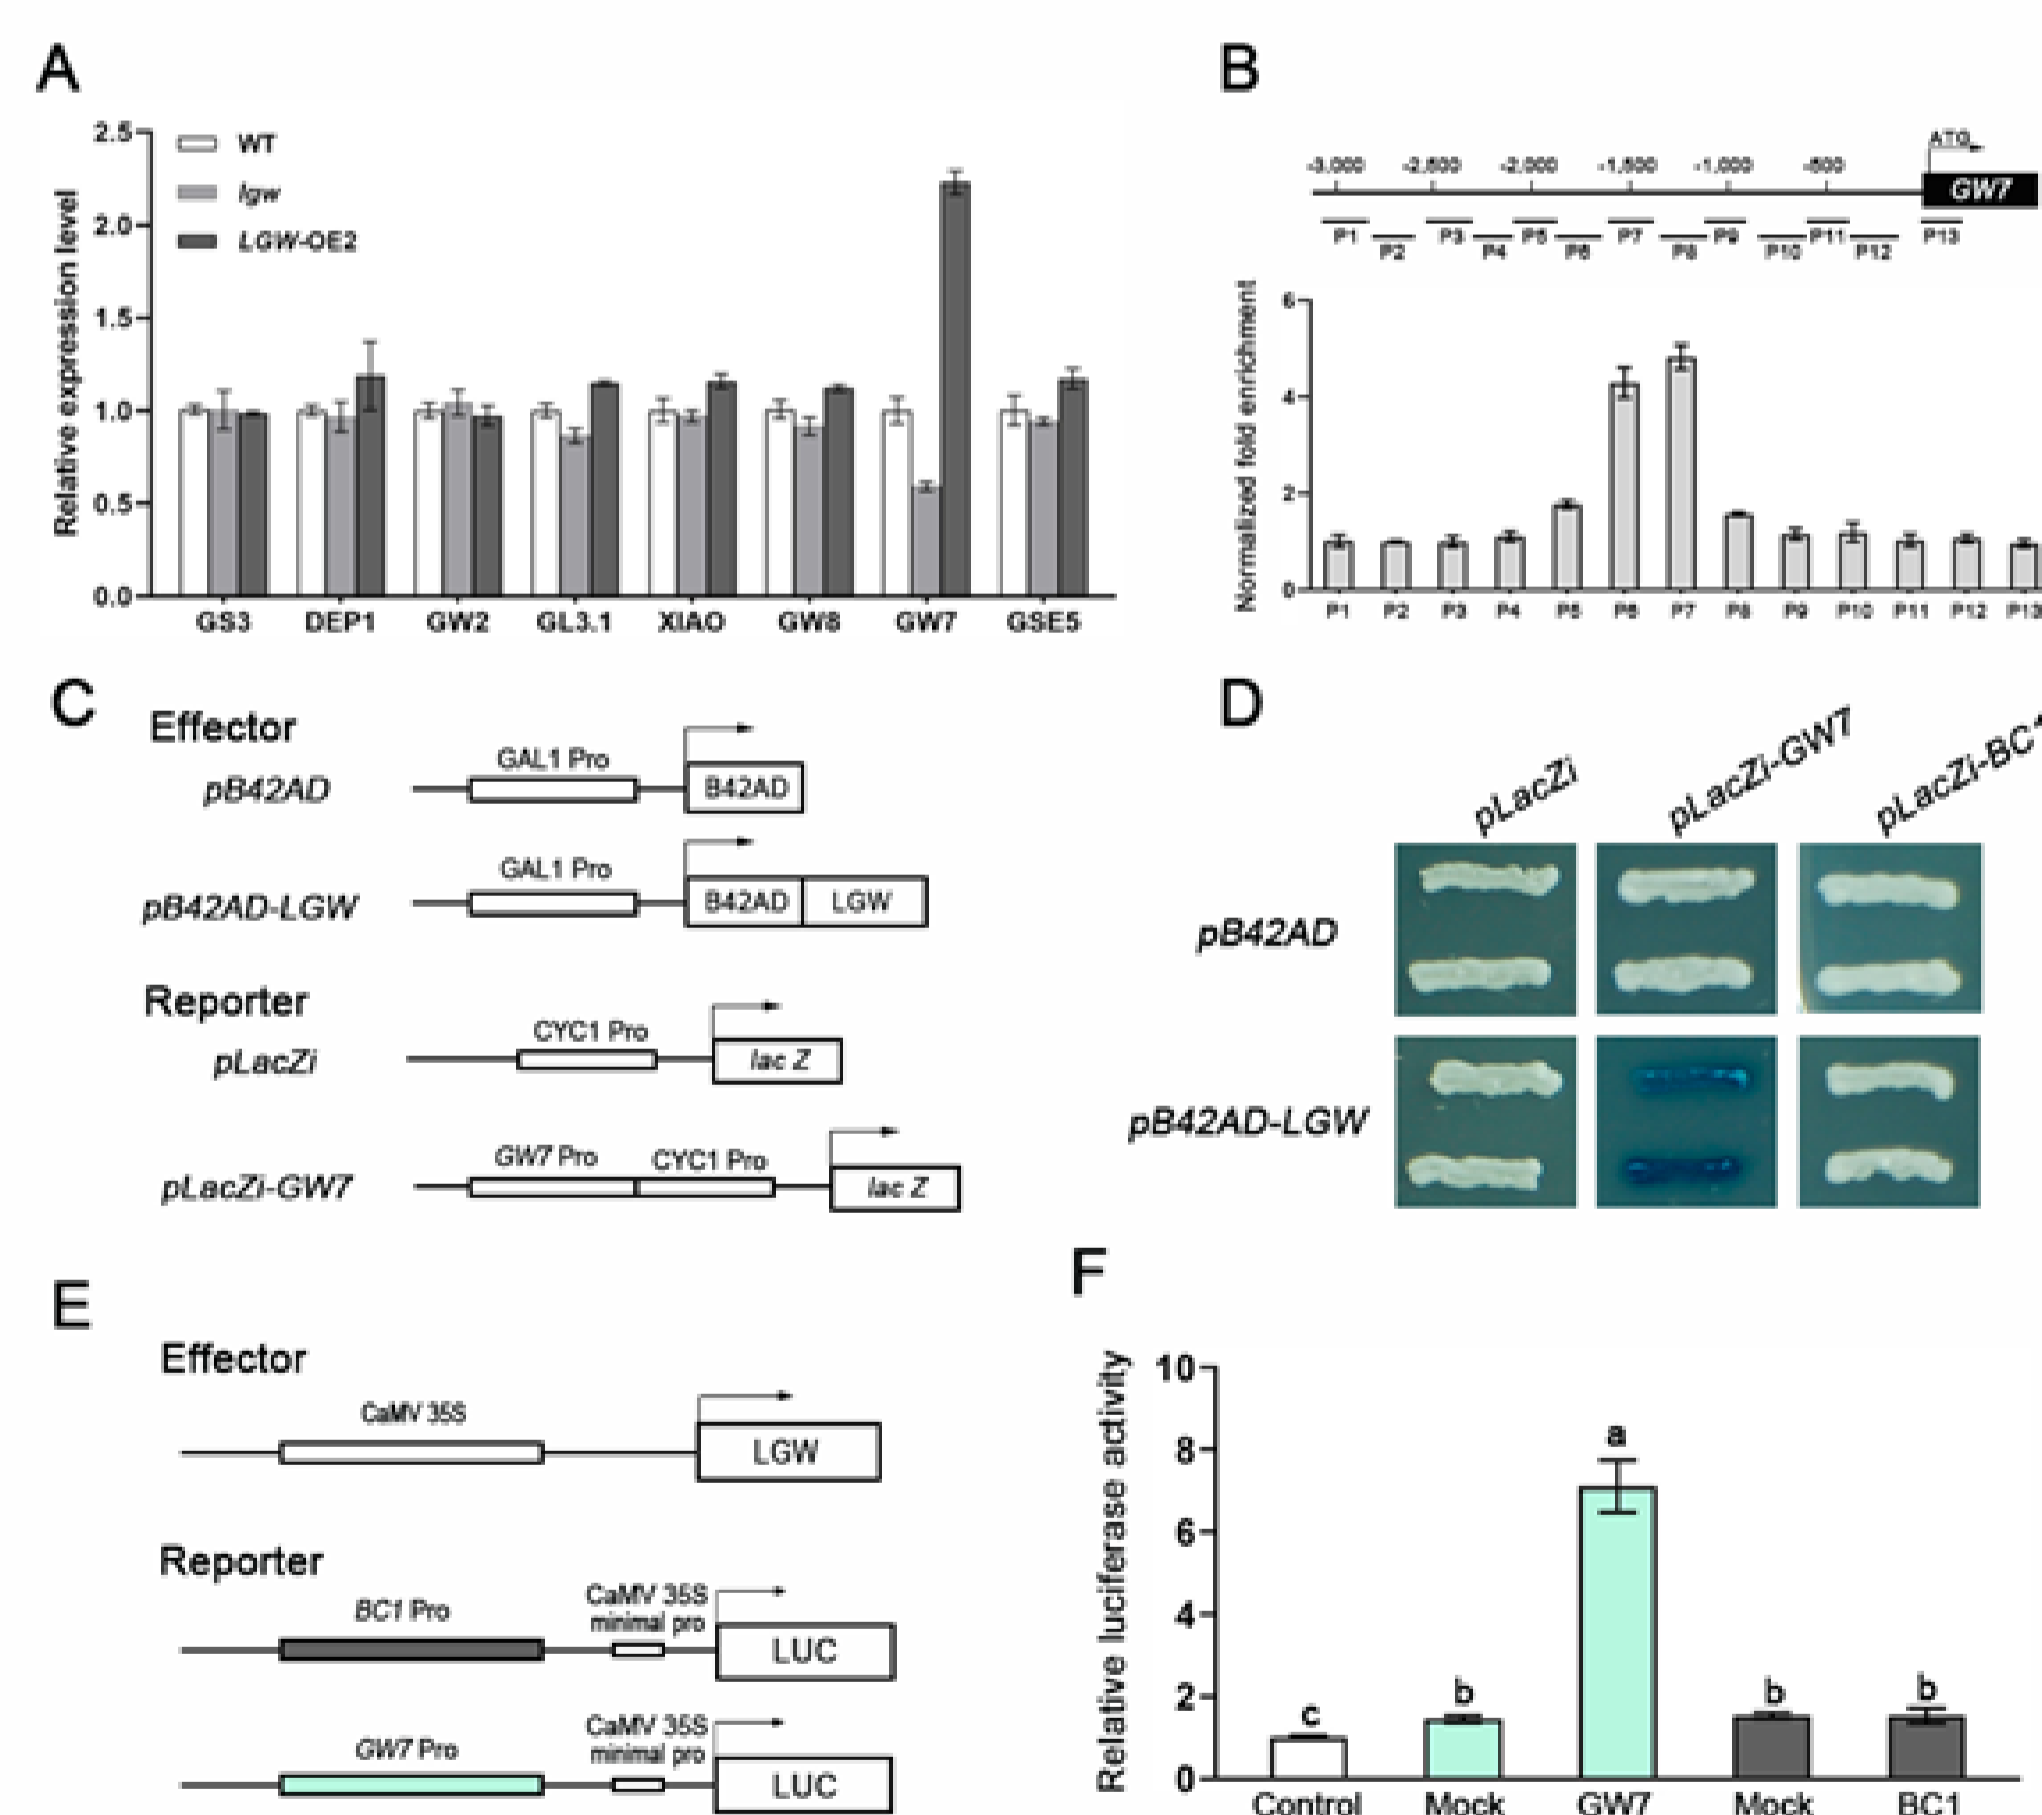 A
Relative expression level
2.5
2.0
1.5
1.0
0.5
0.0
WT
lgw
LGW-OE2
GS3 DEP1 GW2 GL3.1 XIAO GW8 GW7 GSE5
B
-3,000 -2,500 -2,000 -1,500 -1,000 -500 ATG
GW7
P1 P3 P5 P7 P9 P11 P13
P2 P4 P6 P8 P10 P12
Normalized fold enrichment
6
4
2
0
P1 P2 P3 P4 P5 P6 P7 P8 P9 P10 P11 P12 P13
C
Effector
GAL1 Pro
pB42AD B42AD
GAL1 Pro
pB42AD-LGW B42AD LGW
Reporter
CYC1 Pro
pLacZi lac Z
GW7 Pro CYC1 Pro
pLacZi-GW7 lac Z
D
pLacZi pLacZi-GW7 pLacZi-BC1
pB42AD
pB42AD-LGW
E
Effector
CaMV 35S
LGW
Reporter
BC1 Pro
CaMV 35S
minimal pro
LUC
GW7 Pro
CaMV 35S
minimal pro
LUC
F
Relative luciferase activity
10
8
6
4
2
0
c b a b b
Control Mock GW7 Mock BC1